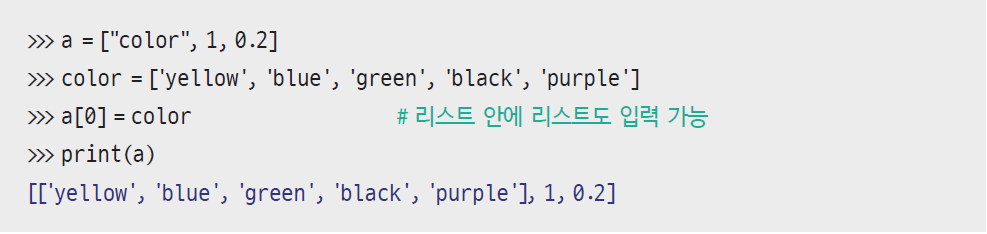 >>> a = ["color", 1, 0.2]
>>> color = ['yellow', 'blue', 'green', 'black', 'purple']
>>> a[0] = color # 리스트 안에 리스트도 입력 가능
>>> print(a)
[['yellow', 'blue', 'green', 'black', 'purple'], 1, 0.2]